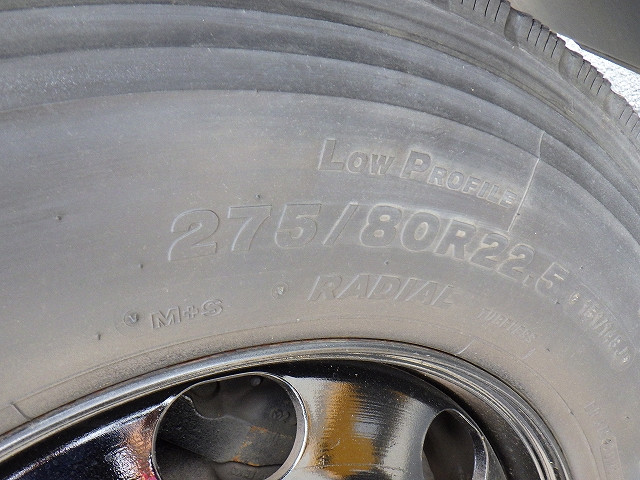 LOW PROFILE
275/80R22.5
M+S
RADIAL